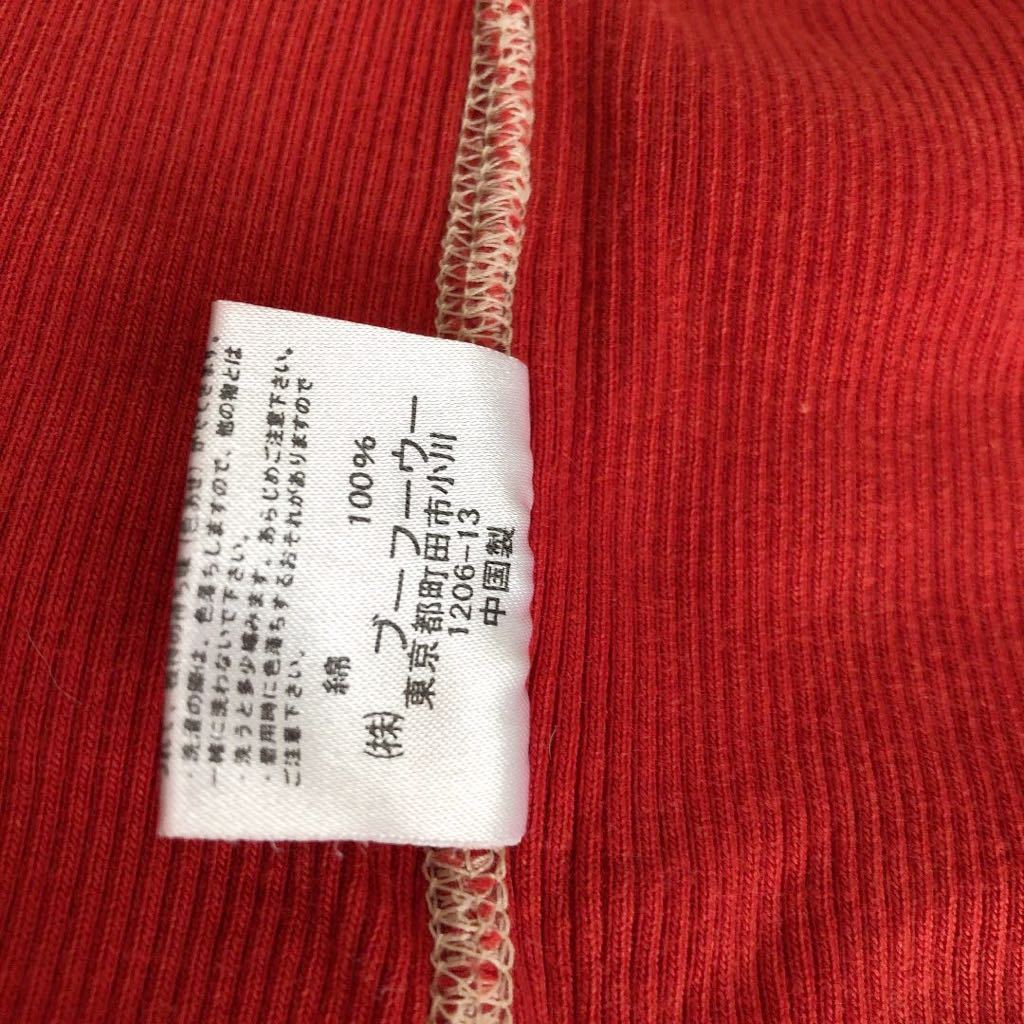 ・洗濯の際は、色落ちしますので、他の物とは
一緒に洗わないで下さい。
・洗うと多少縮みます、あらじめご注意下さい。
・着用時に色落ちするおそれがありますので
ご注意下さい。
綿 100%
㈱ ブーフーウー
東京都町田市小川
1206-13
中国製